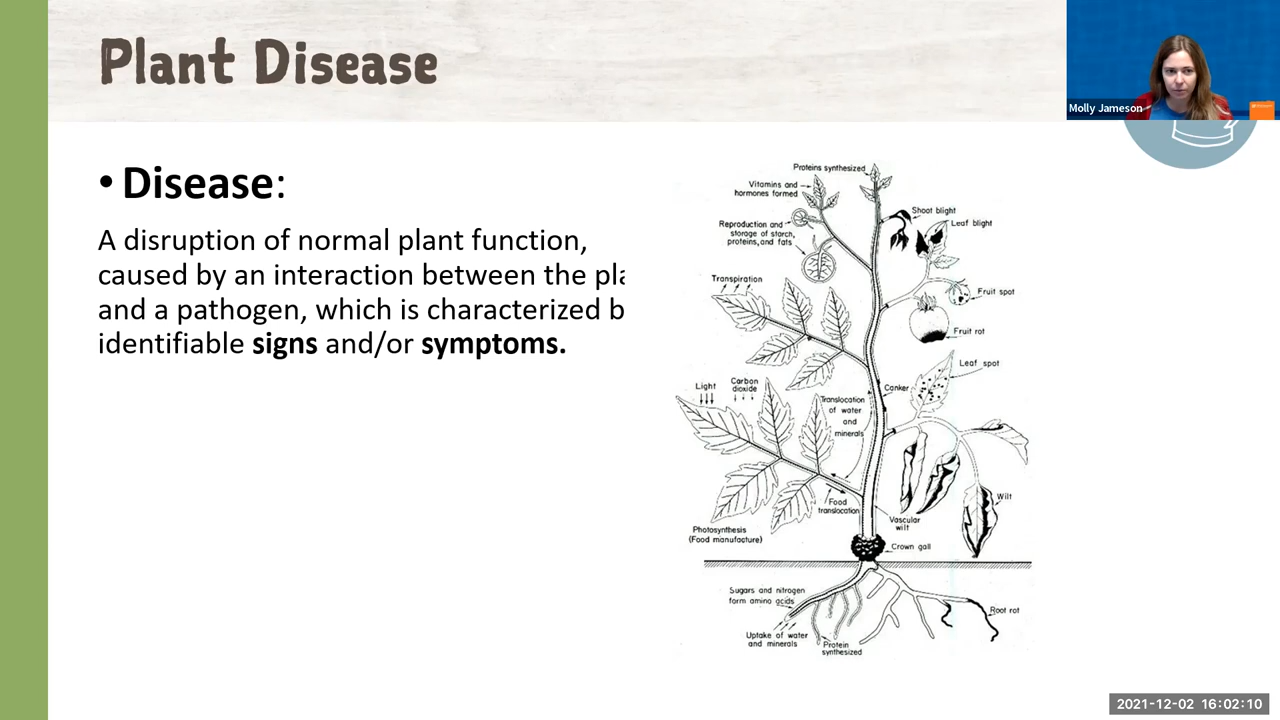 Plant Disease
Molly Jameson
• Disease:
A disruption of normal plant function,
caused by an interaction between the pla
and a pathogen, which is characterized b
identifiable signs and/or symptoms.
Proteins synthesized
Vitamins and
hormones formed
Reproduction and
storage of starch,
proteins, and fats
Transpiration
Light
Carbon
dioxide
Translocation
of water
and
minerals
Food
translocation
Photosynthesis
(Food manufacture)
Sugars and nitrogen
form amino acids
Uptake of water
and minerals
Protein
synthesized
Shoot blight
Leaf blight
Fruit spot
Fruit rot
Leaf spot
Canker
Wilt
Vascular
wilt
Crown gall
Root rot
2021-12-02 16:02:10